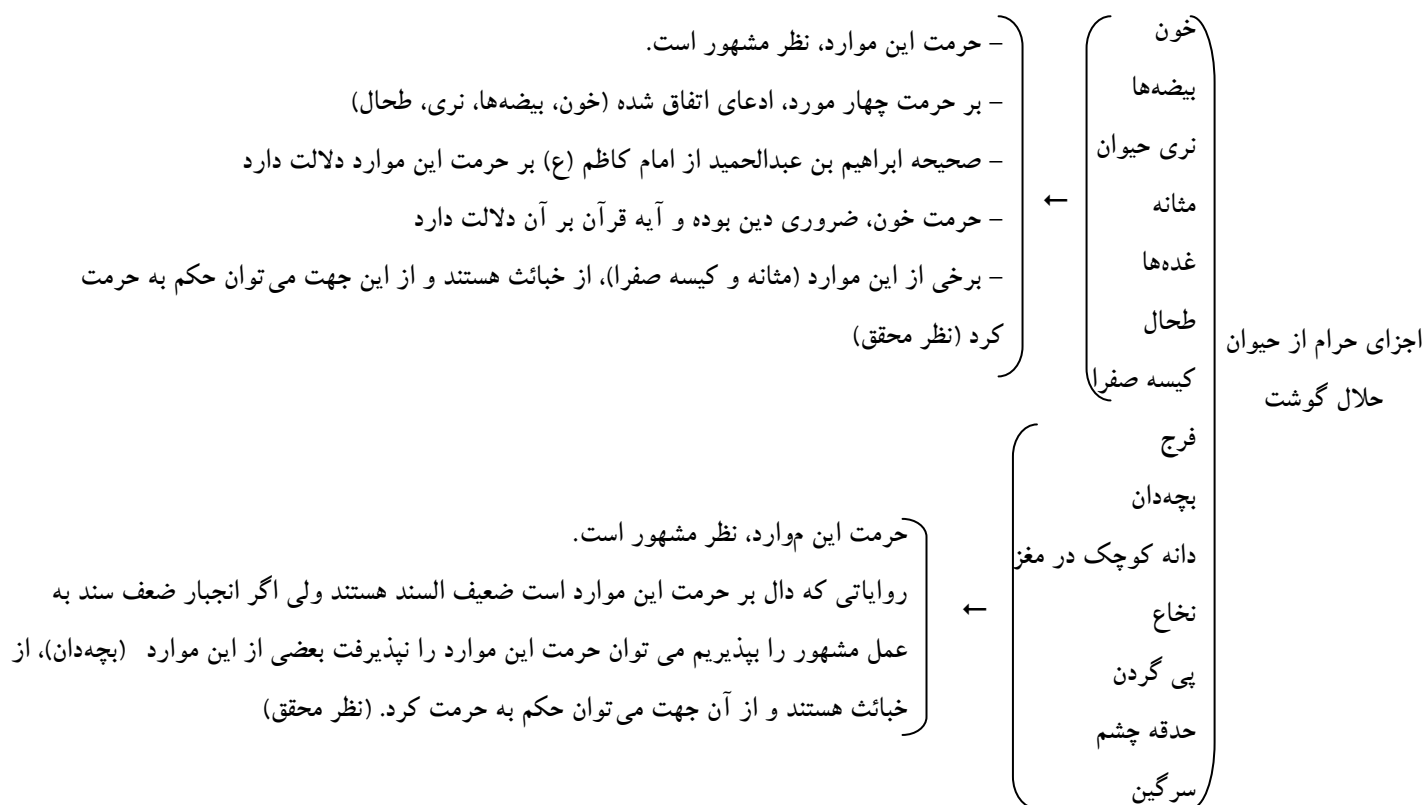 اجزای حرام از حیوان
حلال گوشت
خون
بیضه‌ها
نری حیوان
مثانه
غده‌ها
طحال
کیسه صفرا
←
– حرمت این موارد، نظر مشهور است.
– بر حرمت چهار مورد، ادعای اتفاق شده (خون، بیضه‌ها، نری، طحال)
– صحیحه ابراهیم بن عبدالحمید از امام کاظم (ع) بر حرمت این موارد دلالت دارد
– حرمت خون، ضروری دین بوده و آیه قرآن بر آن دلالت دارد
– برخی از این موارد (مثانه و کیسه صفرا)، از خبائث هستند و از این جهت می‌توان حکم به حرمت
کرد (نظر محقق)
فرج
بچه‌دان
دانه کوچک در مغز
نخاع
پی گردن
حدقه چشم
سرگین
←
حرمت این موارد، نظر مشهور است.
روایاتی که دال بر حرمت این موارد است ضعیف السند هستند ولی اگر انجبار ضعف سند به
عمل مشهور را بپذیریم می توان حرمت این موارد را نپذیرفت بعضی از این موارد (بچه‌دان)، از
خبائث هستند و از آن جهت می‌توان حکم به حرمت کرد. (نظر محقق)